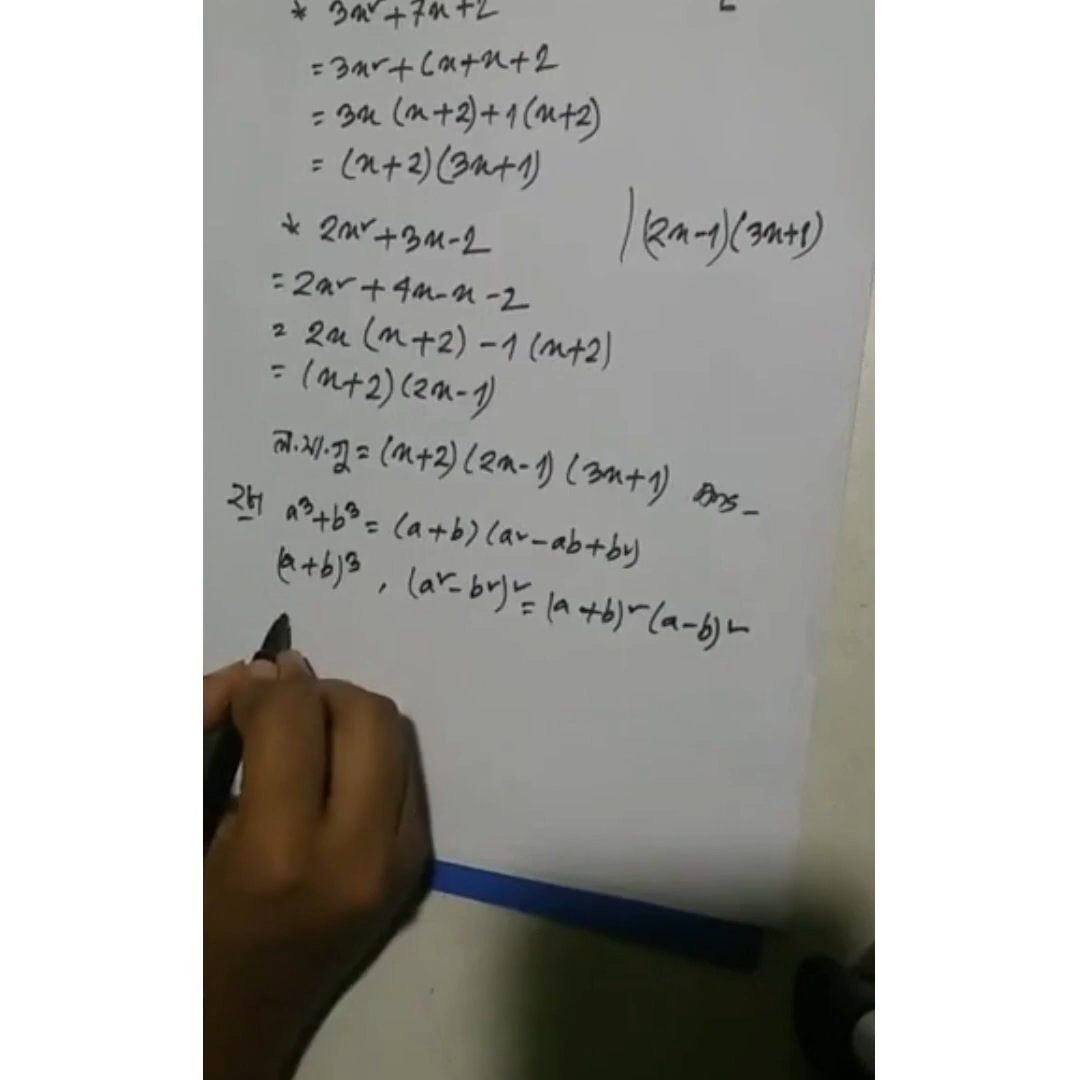 * 3x²+7x+2
= 3x²+6x+x+2
= 3x (x+2)+1(x+2)
= (x+2)(3x+1)
(2x-1)(3x+1)
* 2x²+3x-2
= 2x²+4x-x-2
= 2x (x+2) -1 (x+2)
= (x+2)(2x-1)
ল.সা.গু = (x+2)(2x-1)(3x+1) Ans_
a³+b³ = (a+b)(a²-ab+b²)
(a+b)³, (a²-b²)² = (a+b)²(a-b)²